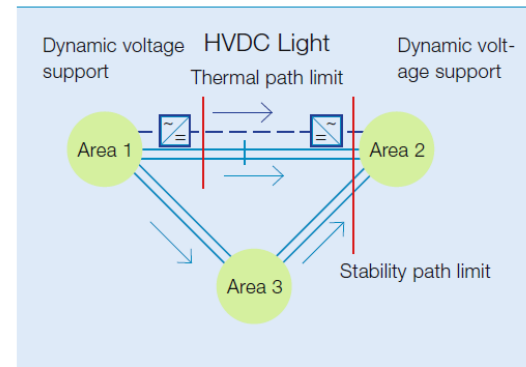 Dynamic voltage
support
HVDC Light
Dynamic volt-
age support
Thermal path limit
~
=
=
~
Area 1
Area 2
Stability path limit
Area 3